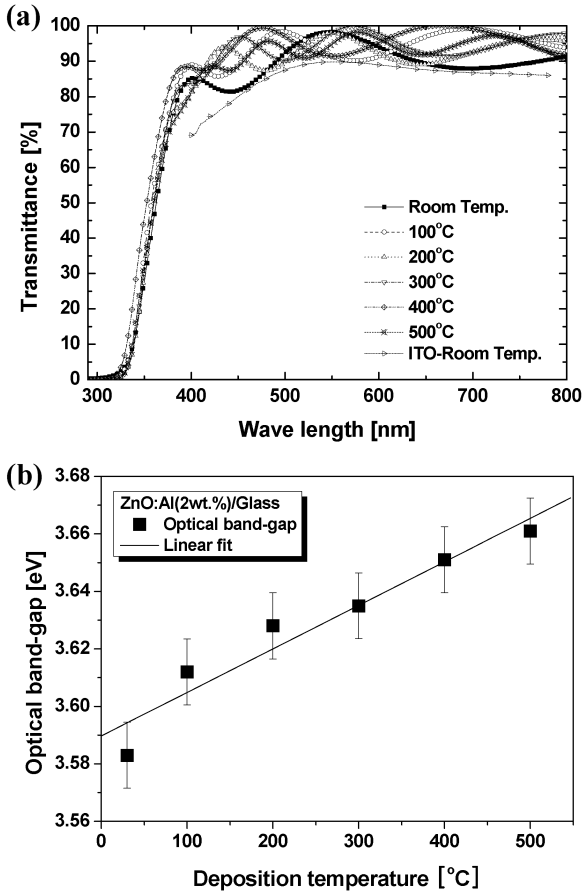 (a)
100
90
80
70
60
50
40
30
20
10
0
Transmittance [%]
Room Temp.
100°C
200°C
300°C
400°C
500°C
ITO-Room Temp.
300 400 500 600 700 800
Wave length [nm]
(b)
3.68
3.66
3.64
3.62
3.60
3.58
3.56
Optical band-gap [eV]
ZnO:Al(2wt.%)/Glass
Optical band-gap
Linear fit
0 100 200 300 400 500
Deposition temperature [°C]